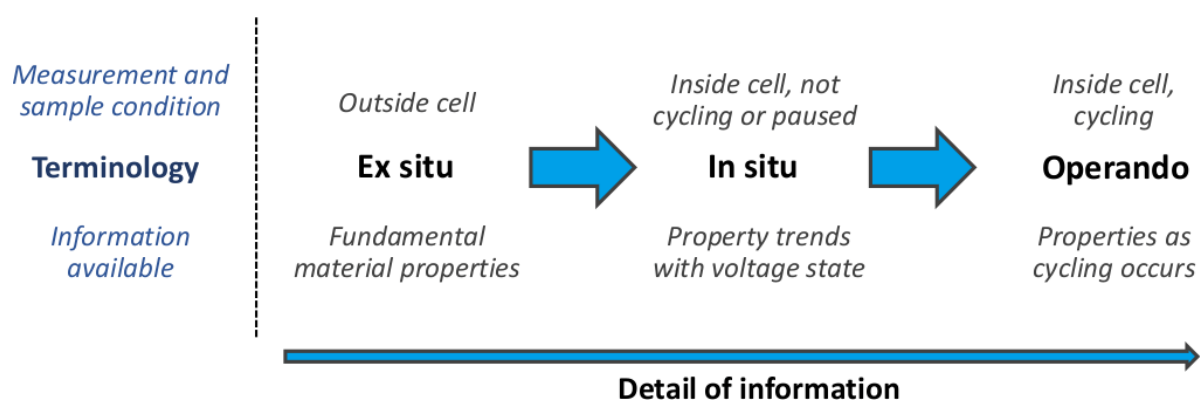 Measurement and
sample condition
Outside cell
Inside cell, not
cycling or paused
Inside cell,
cycling
Terminology
Ex situ
In situ
Operando
Information
available
Fundamental
material properties
Property trends
with voltage state
Properties as
cycling occurs
Detail of information